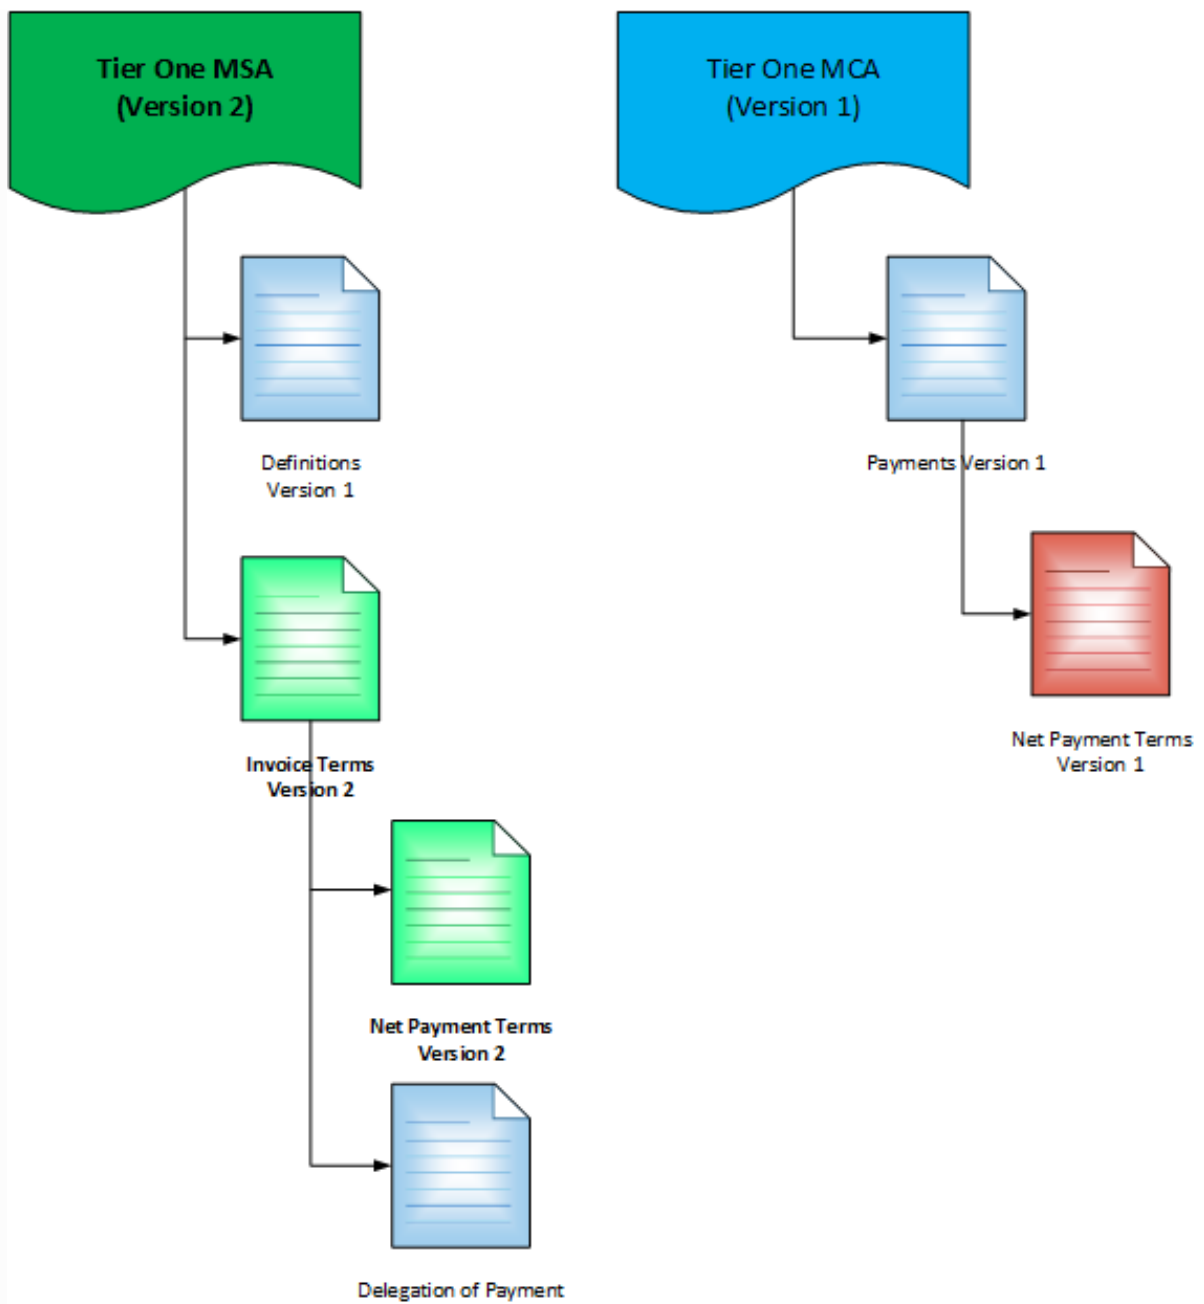 Tier One MSA
(Version 2)
Tier One MCA
(Version 1)
Definitions
Version 1
Payments Version 1
Invoice Terms
Version 2
Net Payment Terms
Version 1
Net Payment Terms
Version 2
Delegation of Payment